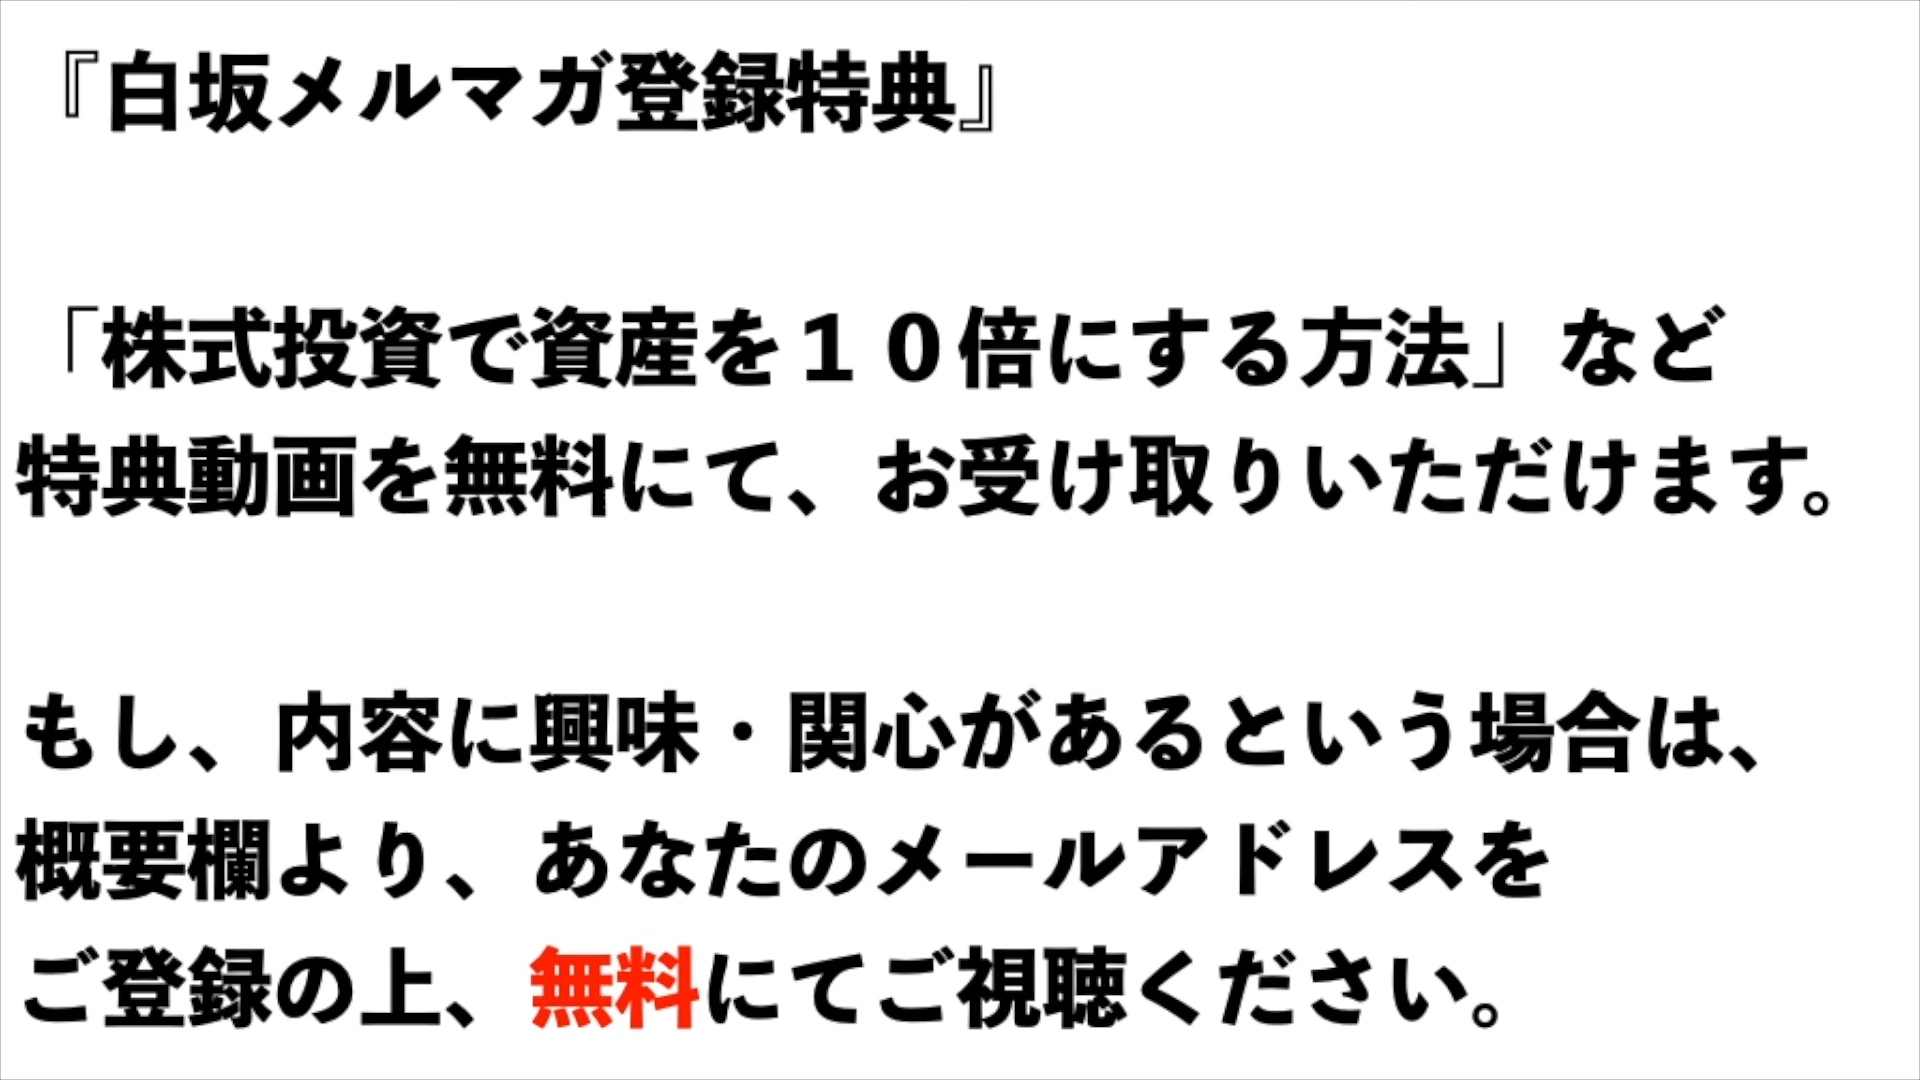 『白坂メルマガ登録特典』
「株式投資で資産を１０倍にする方法」など
特典動画を無料にて、お受け取りいただけます。
もし、内容に興味・関心があるという場合は、
概要欄より、あなたのメールアドレスを
ご登録の上、無料にてご視聴ください。